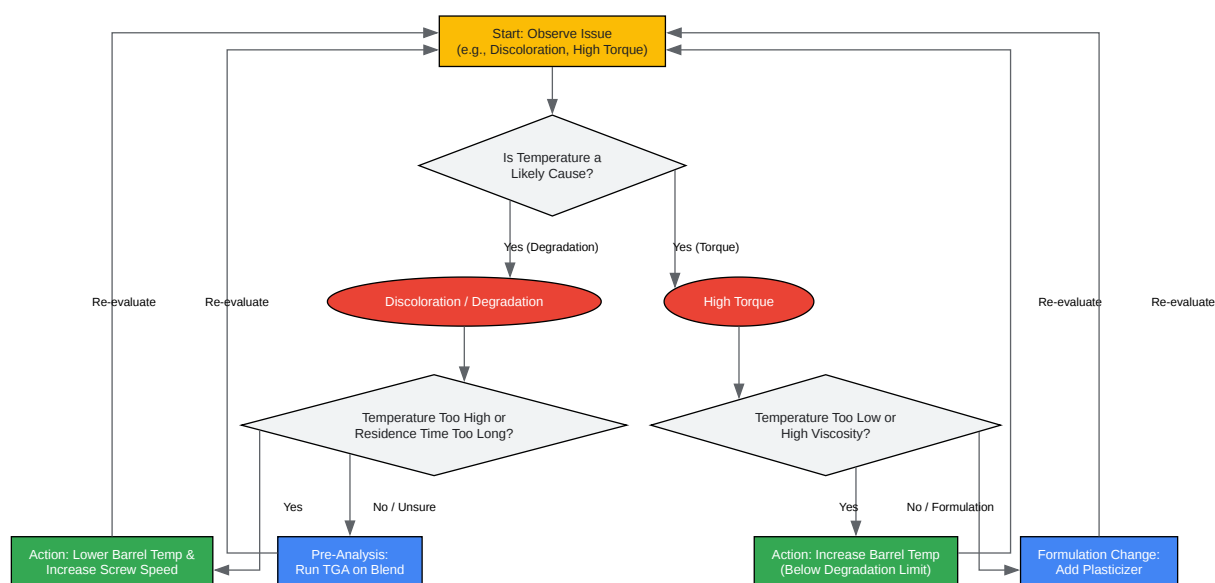 Start: Observe Issue
(e.g., Discoloration, High Torque)
Is Temperature a
Likely Cause?
Yes (Degradation)
Yes (Torque)
Discoloration / Degradation
High Torque
Re-evaluate
Re-evaluate
Re-evaluate
Re-evaluate
Temperature Too High or
Residence Time Too Long?
Temperature Too Low or
High Viscosity?
Yes
No / Unsure
Yes
No / Formulation
Action: Lower Barrel Temp &
Increase Screw Speed
Pre-Analysis:
Run TGA on Blend
Action: Increase Barrel Temp
(Below Degradation Limit)
Formulation Change:
Add Plasticizer